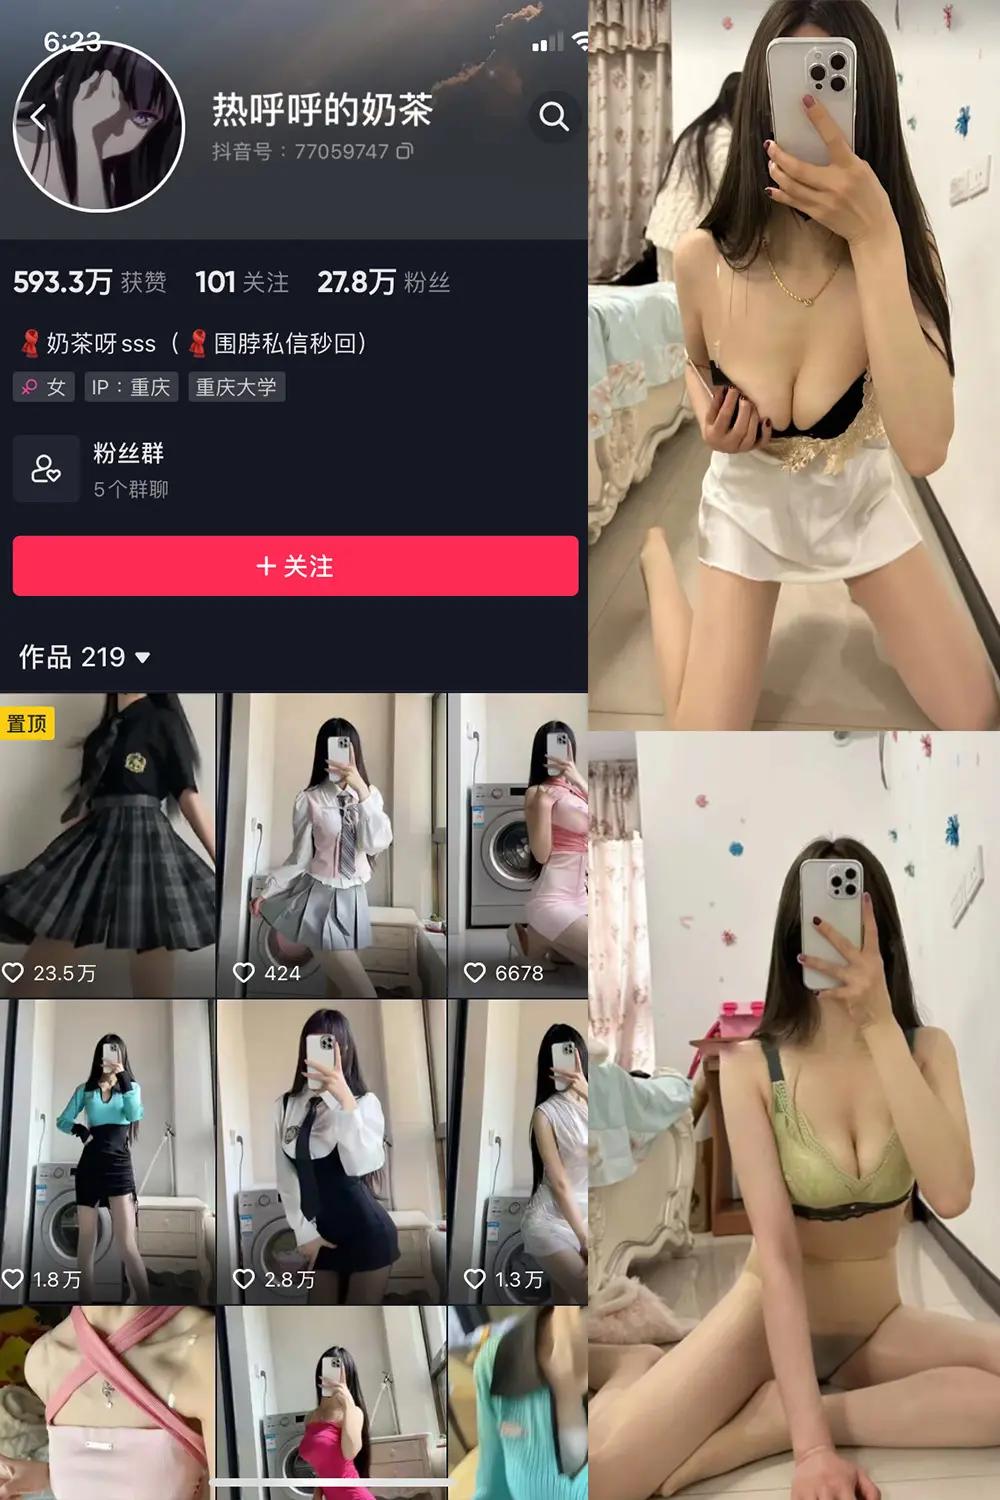 6:23
热呼呼的奶茶
抖音号：77059747
593.3万 获赞 101 关注 27.8万 粉丝
奶茶呀sss（🧣围脖私信秒回）
女 IP：重庆 重庆大学
粉丝群
5个群聊
+ 关注
作品 219
置顶
23.5万 424 6678
1.8万 2.8万 1.3万